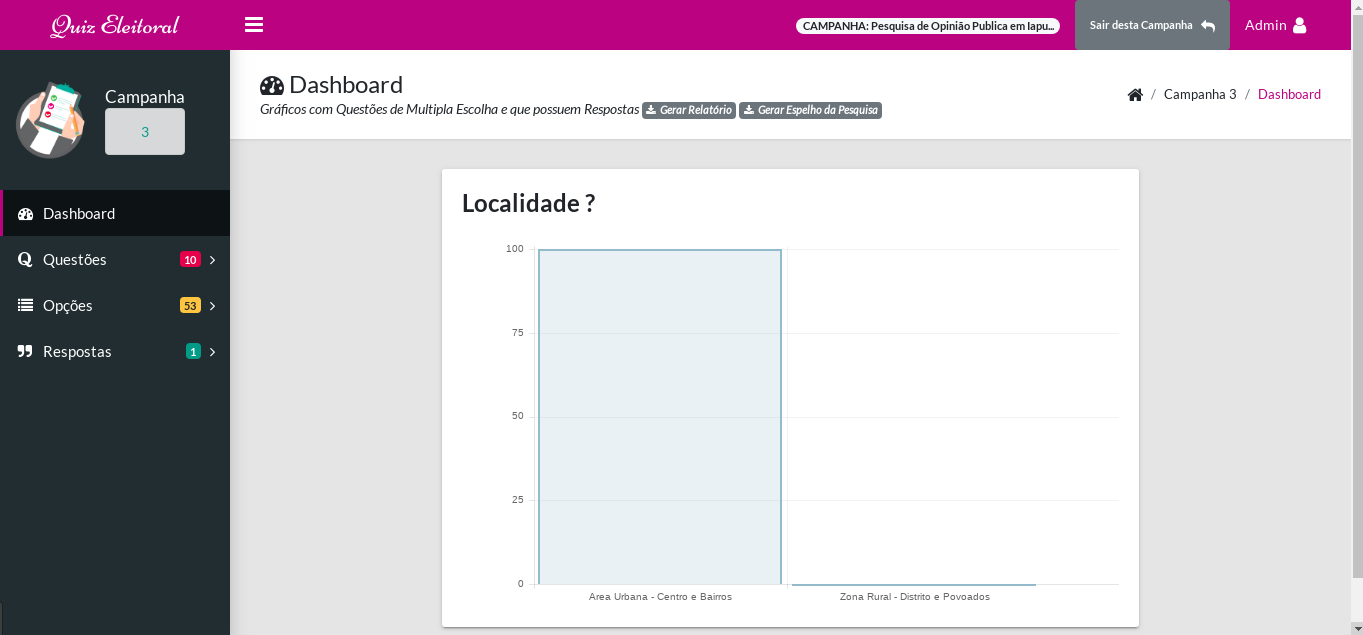 Quiz Eleitoral
CAMPANHA: Pesquisa de Opinião Publica em Iapu...
Sair desta Campanha
Admin
Campanha
3
Dashboard
Questões 10
Opções 53
Respostas 1
Dashboard
Gráficos com Questões de Multipla Escolha e que possuem Respostas Gerar Relatório Gerar Espelho da Pesquisa
/ Campanha 3 / Dashboard
Localidade ?
100
75
50
25
0
Area Urbana - Centro e Bairros
Zona Rural - Distrito e Povoados